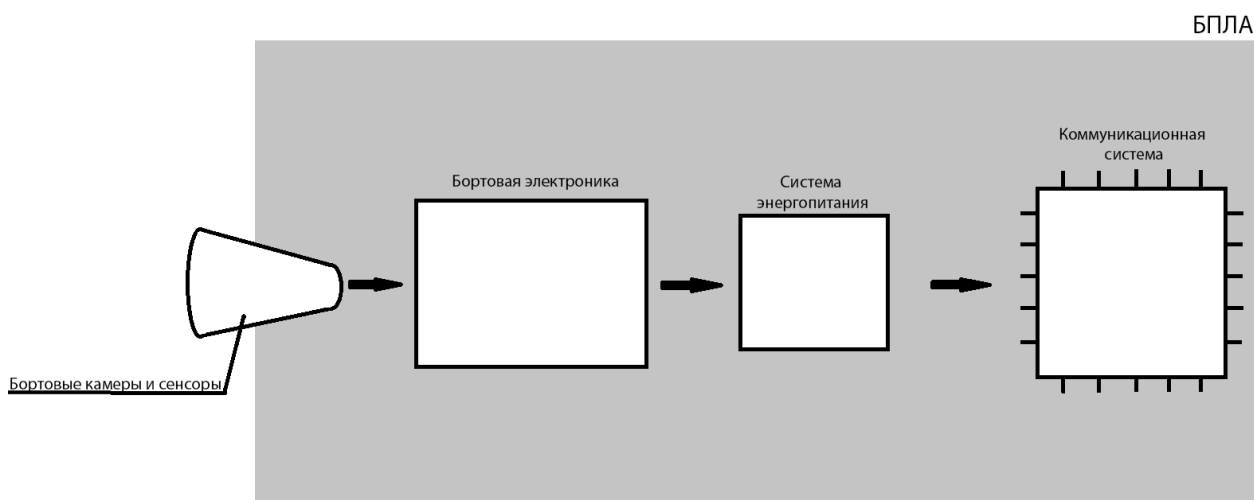 БПЛА
Коммуникационная
система
Бортовая электроника
Система
энергопитания
Бортовые камеры и сенсоры